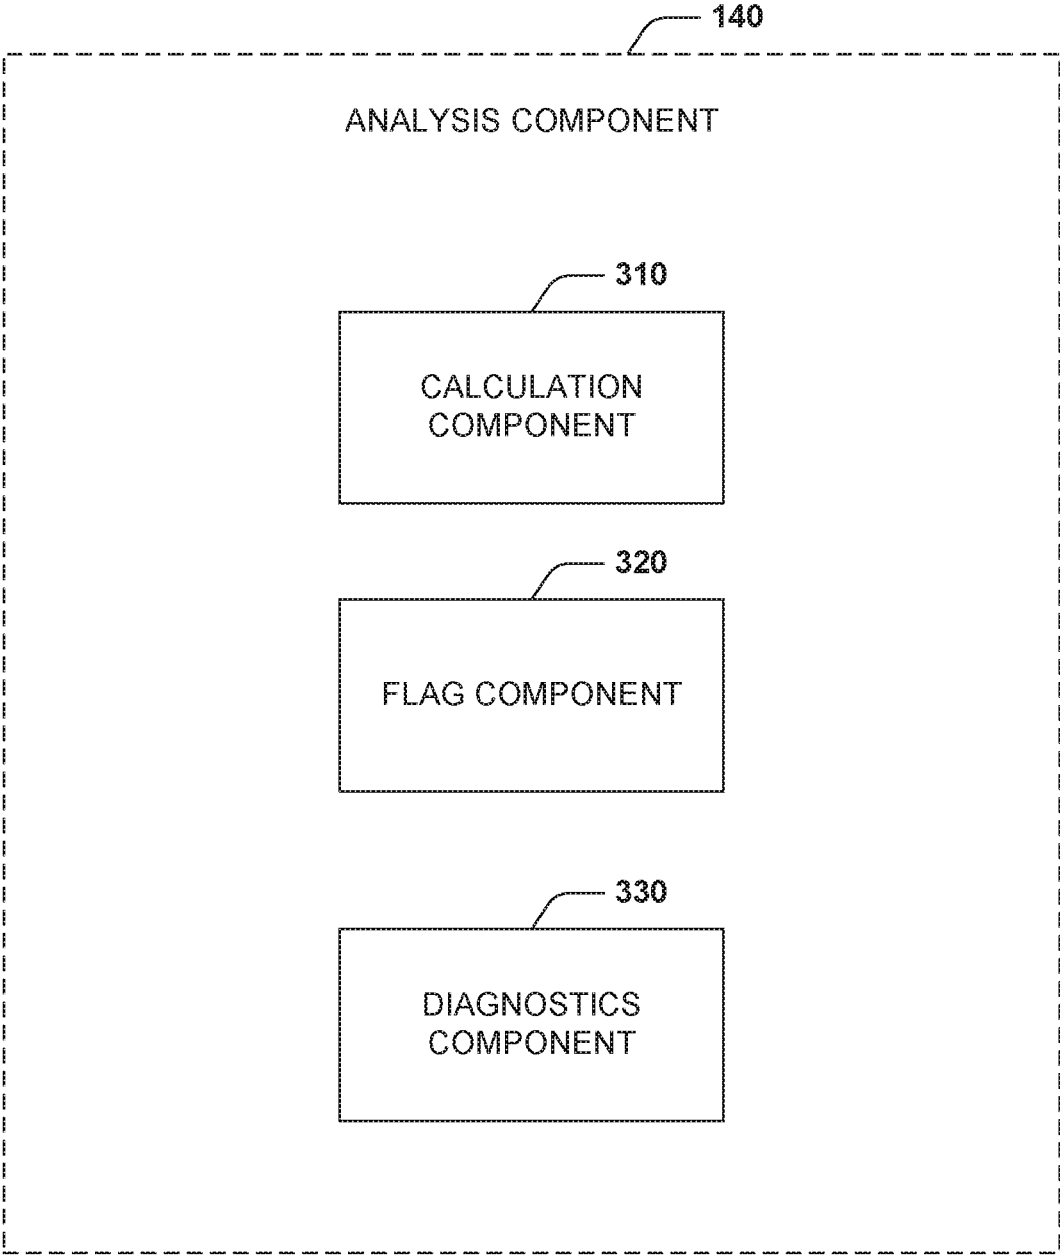 140
ANALYSIS COMPONENT
310
CALCULATION
COMPONENT
320
FLAG COMPONENT
330
DIAGNOSTICS
COMPONENT